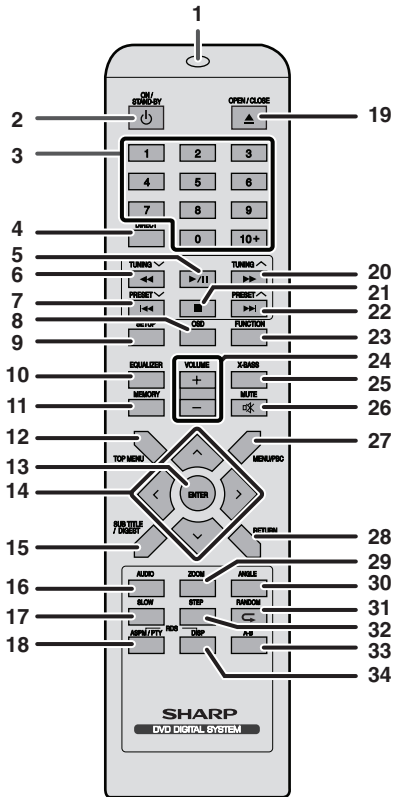 1
ON / STAND-BY
OPEN / CLOSE
2
19
3
1 2 3
4 5 6
7 8 9
DIRECT
0 10+
4
5
TUNING
TUNING
6
20
7
21
PRESET
PRESET
22
8
SETUP
OSD
FUNCTION
9
23
24
EQUALIZER
VOLUME
X-BASS
10
+
25
MEMORY
MUTE
11
–
26
12
27
TOP MENU
MENU/PBC
13
ENTER
14
SUB TITLE / DIGEST
RETURN
15
28
29
AUDIO
ZOOM
ANGLE
16
30
SLOW
STEP
RANDOM
17
31
32
ASPM / PTY
RDS
DISP
A-B
18
33
34
SHARP
DVD DIGITAL SYSTEM